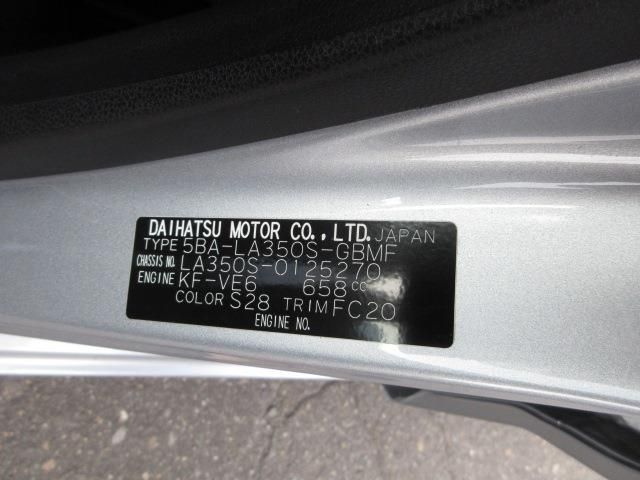 DAIHATSU MOTOR CO., LTD. JAPAN
TYPE 5BA-LA350S-GBMF
CHASSIS NO. LA350S-0125270
ENGINE KF-VE6 658cc
COLOR S28 TRIM FC20
ENGINE NO.